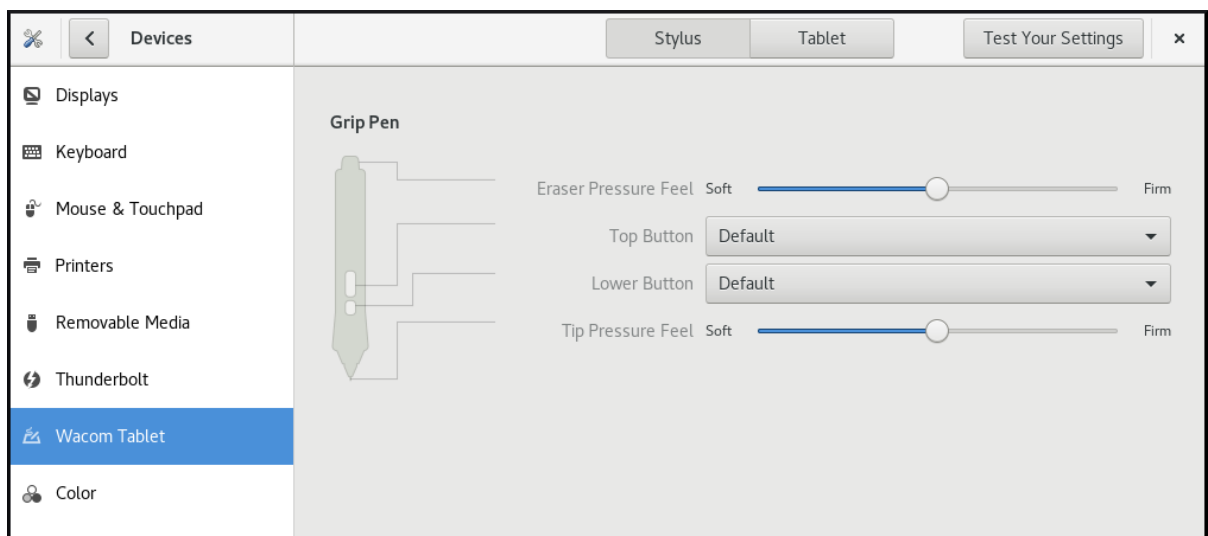 Devices
Stylus
Tablet
Test Your Settings
Displays
Keyboard
Mouse & Touchpad
Printers
Removable Media
Thunderbolt
Wacom Tablet
Color
Grip Pen
Eraser Pressure Feel Soft Firm
Top Button Default
Lower Button Default
Tip Pressure Feel Soft Firm